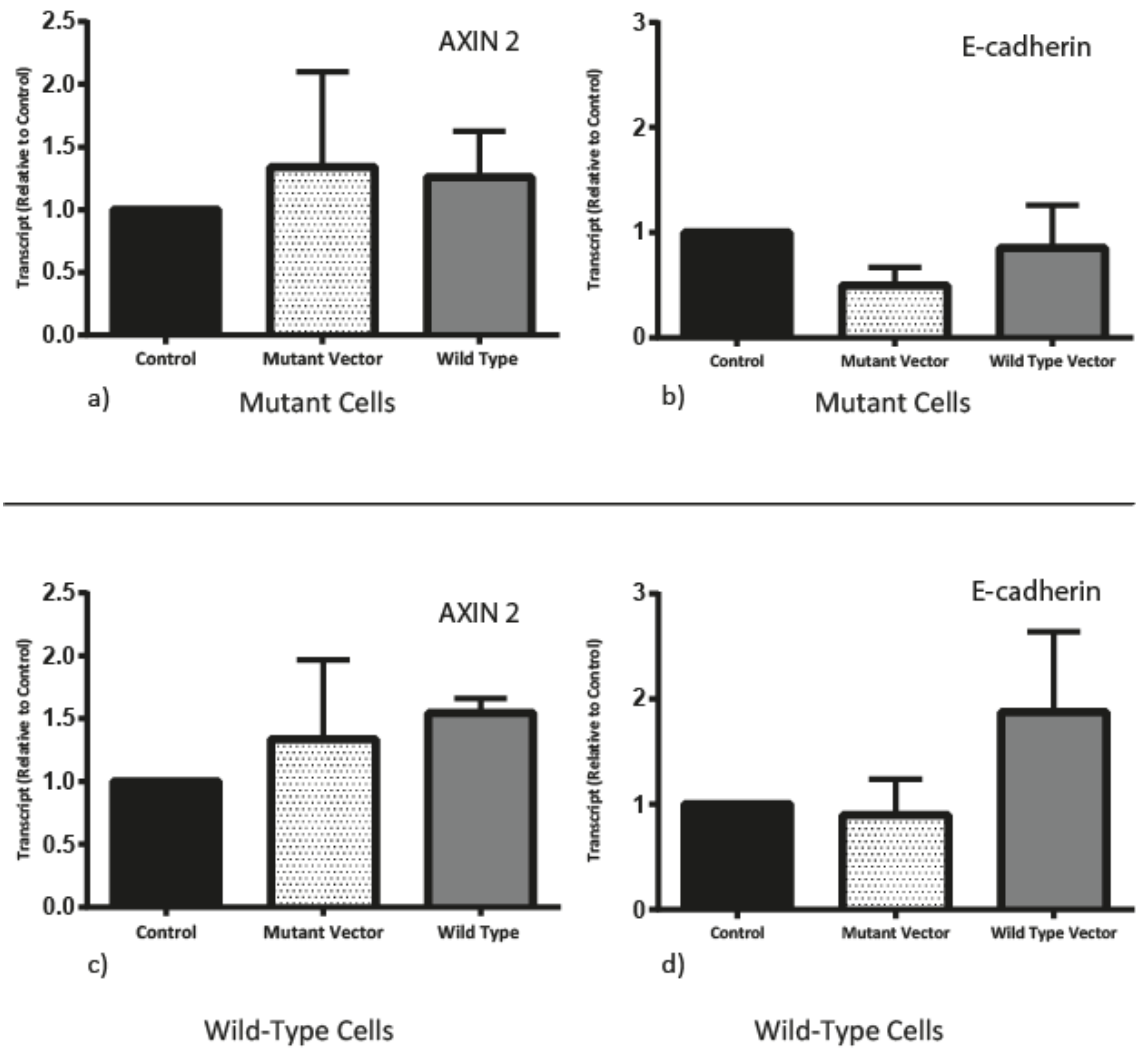 2.5
AXIN 2
2.0
1.5
1.0
0.5
0.0
Transcript (Relative to Control)
Control Mutant Vector Wild Type
a) Mutant Cells
3
E-cadherin
2
1
0
Transcript (Relative to Control)
Control Mutant Vector Wild Type Vector
b) Mutant Cells
2.5
AXIN 2
2.0
1.5
1.0
0.5
0.0
Transcript (Relative to Control)
Control Mutant Vector Wild Type
c)
Wild-Type Cells
3
E-cadherin
2
1
0
Transcript (Relative to Control)
Control Mutant Vector Wild Type Vector
d)
Wild-Type Cells